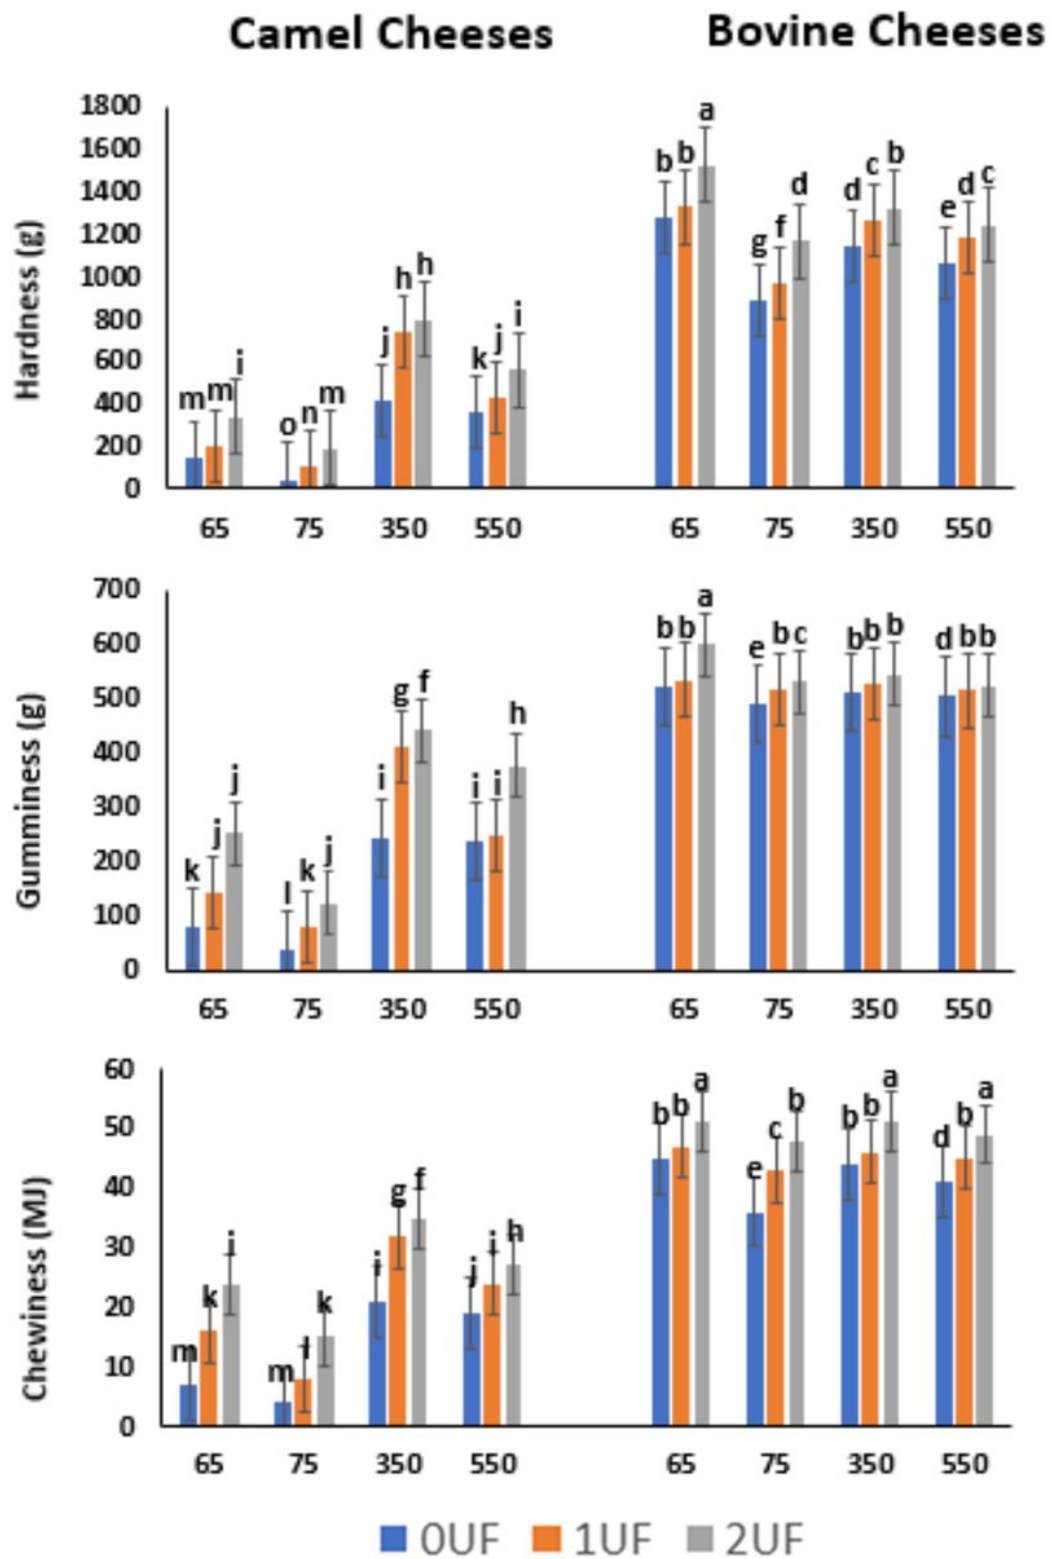 Camel Cheeses Bovine Cheeses
Hardness (g)
1800
1600
1400
1200
1000
800
600
400
200
0
m m i o n m j h h k j i b b a g f d d c b e d c
65 75 350 550 65 75 350 550
Gumminess (g)
700
600
500
400
300
200
100
0
k j j l k j i g f i i h b b a e b c b b b d b b
65 75 350 550 65 75 350 550
Chewiness (MJ)
60
50
40
30
20
10
0
m k i m l k i g f j i h b b a e c b b b a d b a
65 75 350 550 65 75 350 550
0UF 1UF 2UF